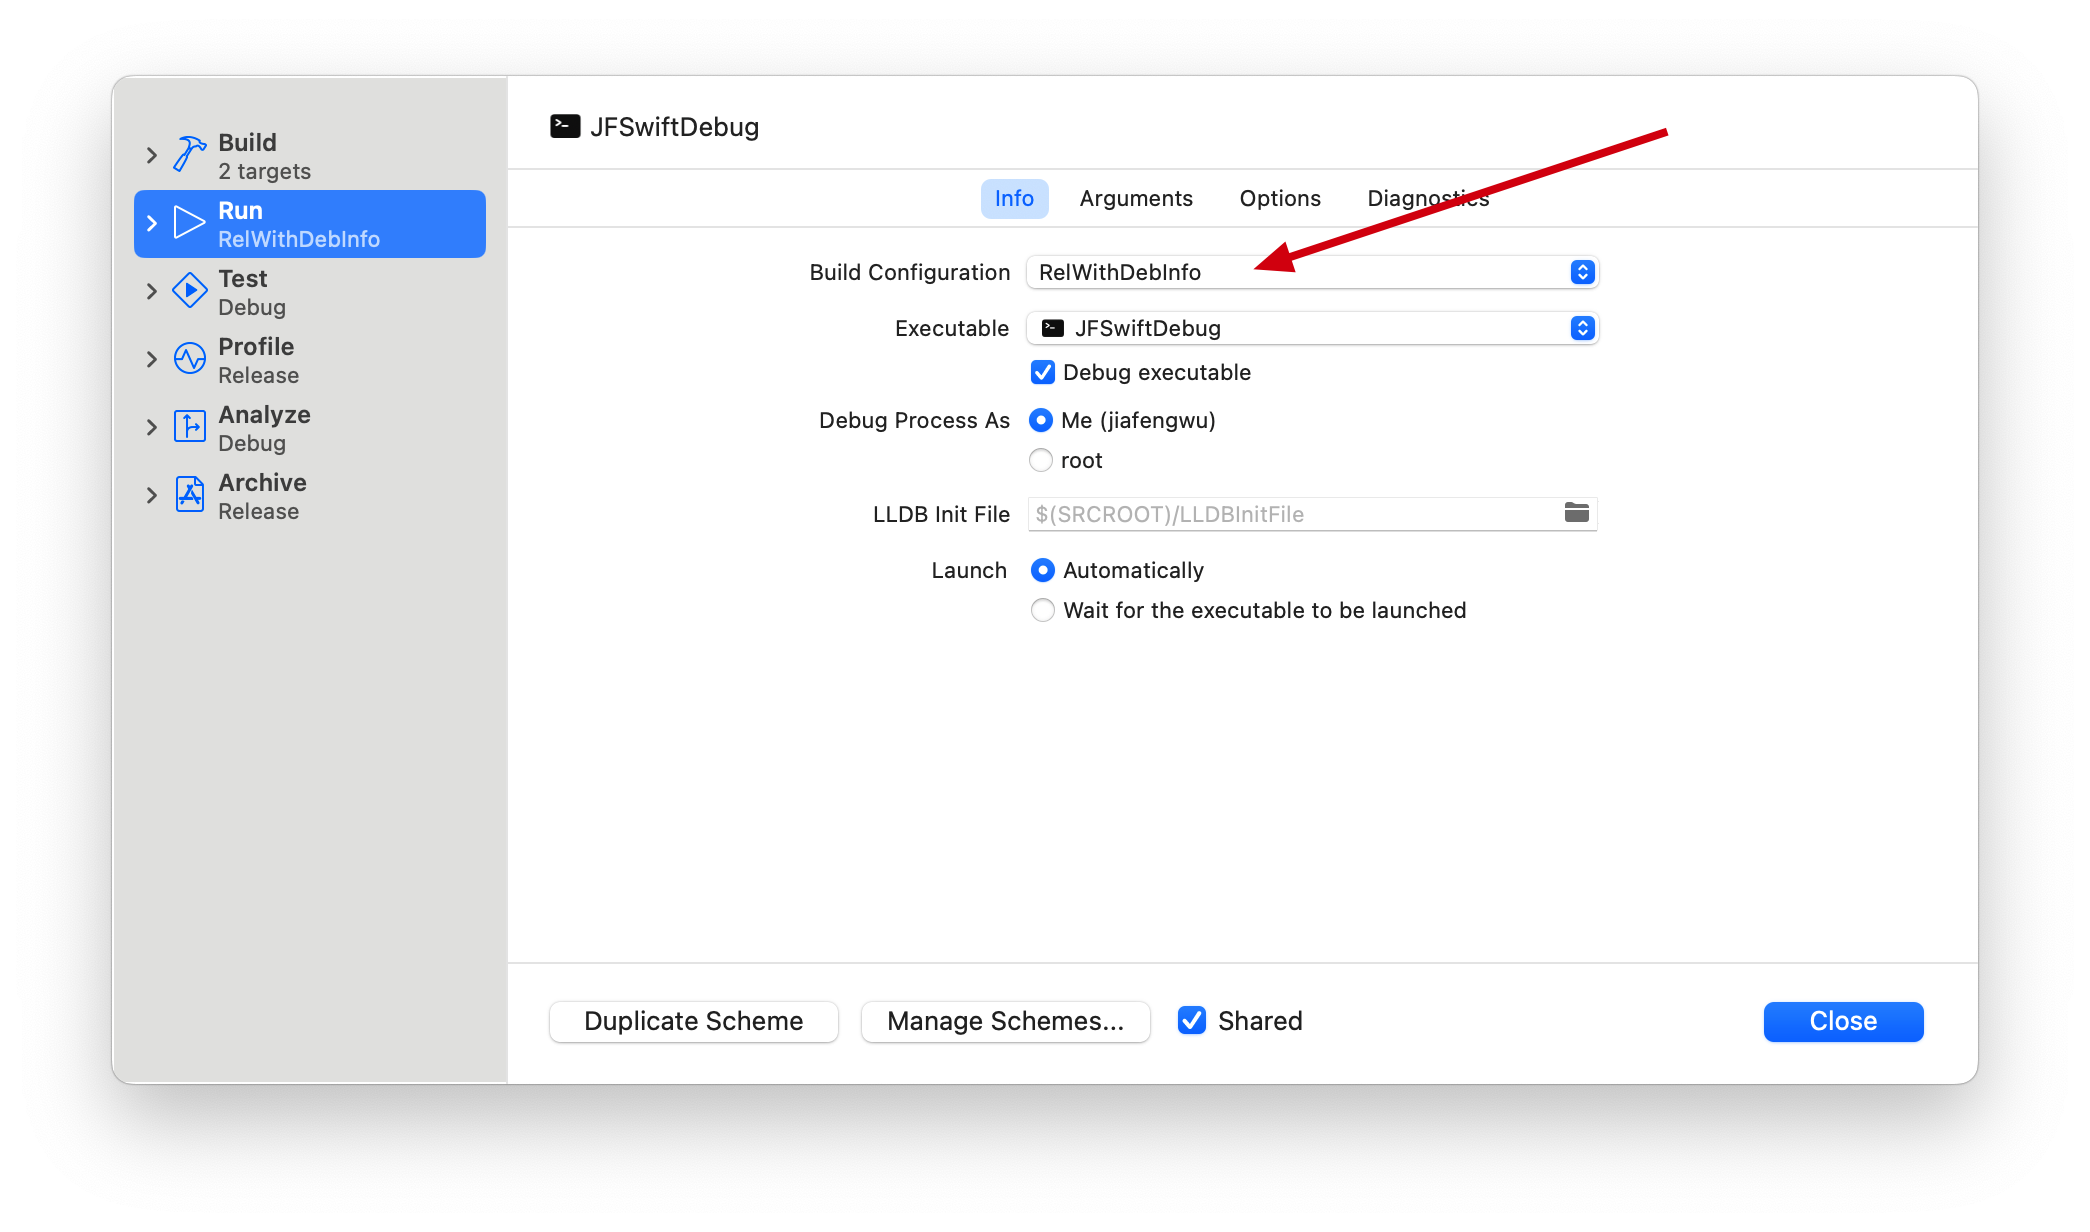 Build
2 targets
Run
RelWithDebInfo
Test
Debug
Profile
Release
Analyze
Debug
Archive
Release
JFSwiftDebug
Info Arguments Options Diagnostics
Build Configuration RelWithDebInfo
Executable JFSwiftDebug
Debug executable
Debug Process As Me (jiafengwu)
root
LLDB Init File $(SRCROOT)/LLDBInitFile
Launch Automatically
Wait for the executable to be launched
Duplicate Scheme Manage Schemes... Shared Close